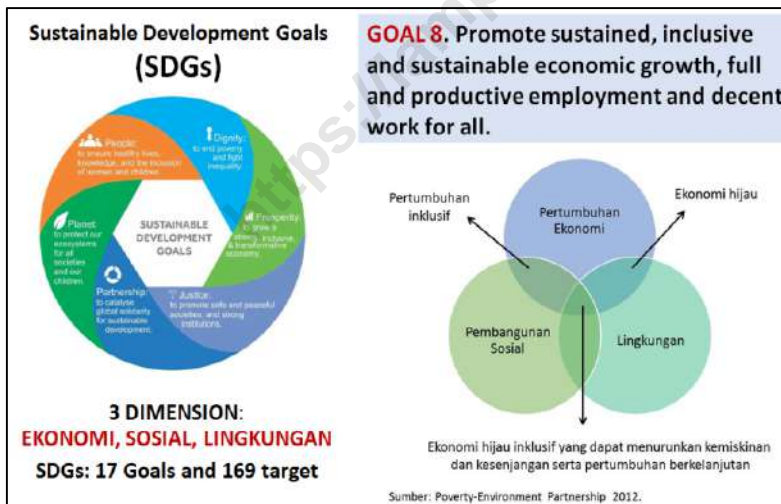 Sustainable Development Goals
(SDGs)
People:
to ensure healthy lives,
knowledge, and the inclusion
of women and children.
Dignity:
to end poverty
and fight
inequality.
Prosperity:
to grow a
strong,
inclusive,
& transformative
economy.
Planet:
to protect our
ecosystems
for all
societies
and our
children.
SUSTAINABLE
DEVELOPMENT
GOALS
Partnership:
to catalyse
global solidarity
for sustainable
development.
Justice:
to promote safe and peaceful
societies, and strong
institutions.
3 DIMENSION:
EKONOMI, SOSIAL, LINGKUNGAN
SDGs: 17 Goals and 169 target
GOAL 8. Promote sustained, inclusive
and sustainable economic growth, full
and productive employment and decent
work for all.
Pertumbuhan
inklusif
Pertumbuhan
Ekonomi
Ekonomi hijau
Pembangunan
Sosial
Lingkungan
Ekonomi hijau inklusif yang dapat menurunkan kemiskinan
dan kesenjangan serta pertumbuhan berkelanjutan
Sumber: Poverty-Environment Partnership 2012.